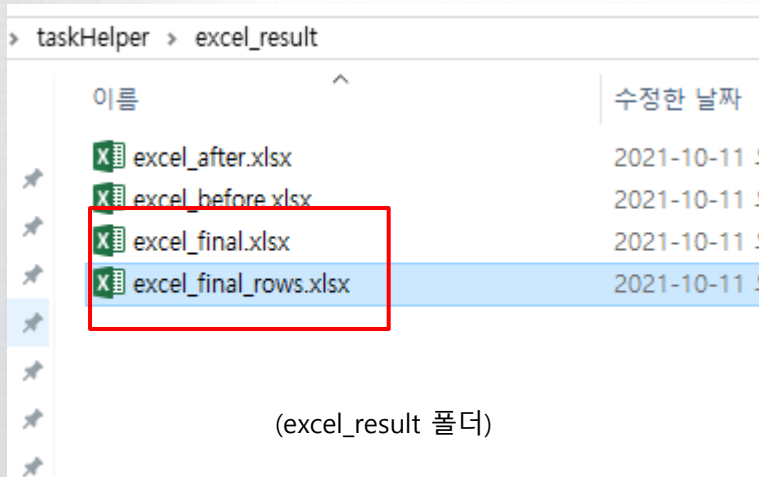 > taskHelper > excel_result
이름 수정한 날짜
excel_after.xlsx 2021-10-11
excel_before.xlsx 2021-10-11
excel_final.xlsx 2021-10-11
excel_final_rows.xlsx 2021-10-11
(excel_result 폴더)